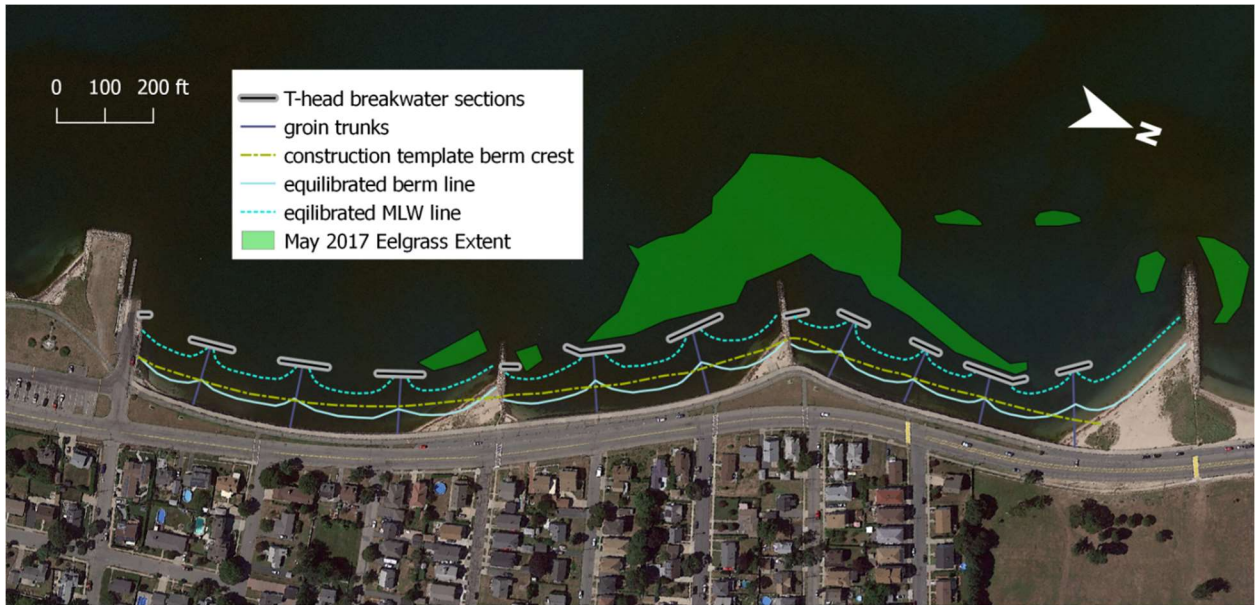 0 100 200 ft
T-head breakwater sections
groin trunks
construction template berm crest
equilibrated berm line
eqilibrated MLW line
May 2017 Eelgrass Extent
N